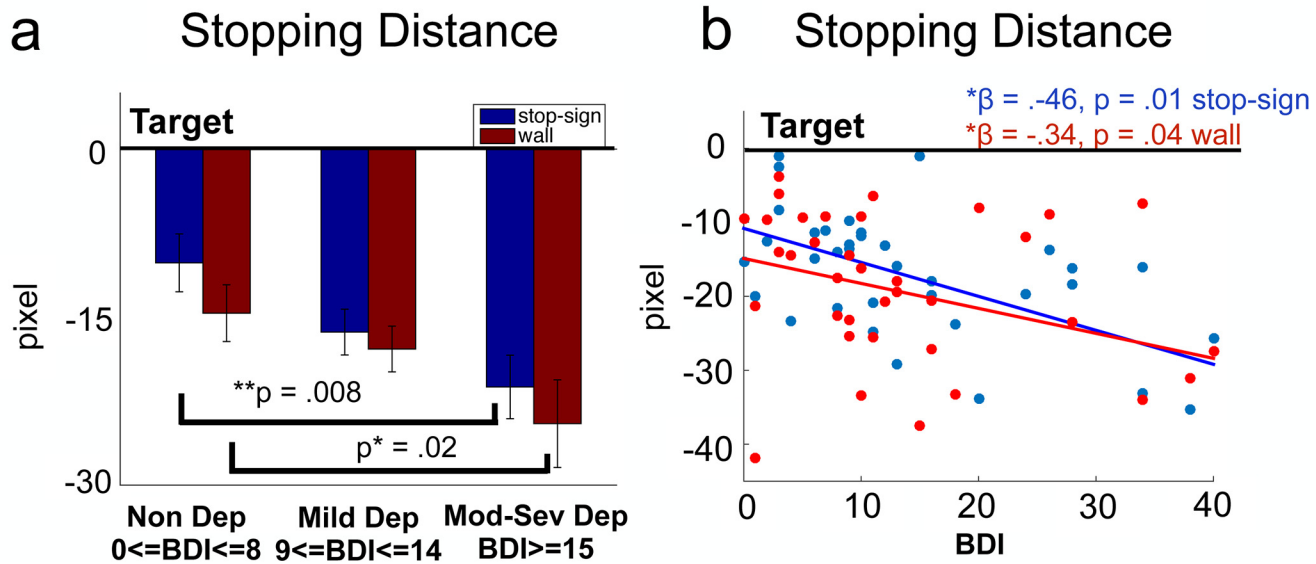 a
Stopping Distance
Target
stop-sign
wall
0
-15
-30
pixel
**p = .008
p* = .02
Non Dep
0<=BDI<=8
Mild Dep
9<=BDI<=14
Mod-Sev Dep
BDI>=15
b
Stopping Distance
*β = .-46, p = .01 stop-sign
*β = -.34, p = .04 wall
Target
0
-10
-20
-30
-40
pixel
0
10
20
30
40
BDI